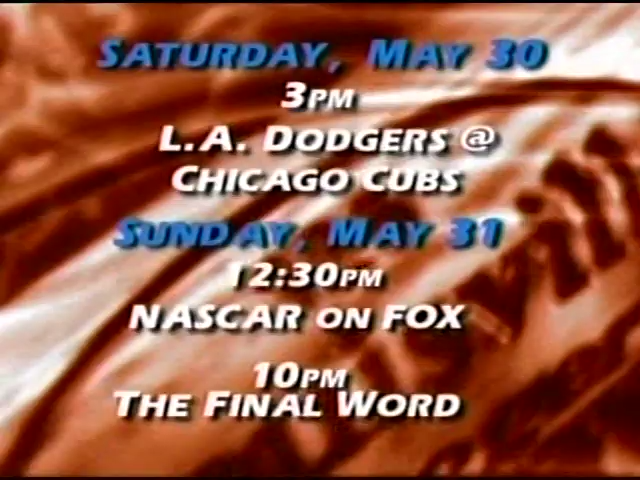 SATURDAY, MAY 30
3PM
L.A. DODGERS @
CHICAGO CUBS
SUNDAY, MAY 31
12:30PM
NASCAR ON FOX
10PM
THE FINAL WORD